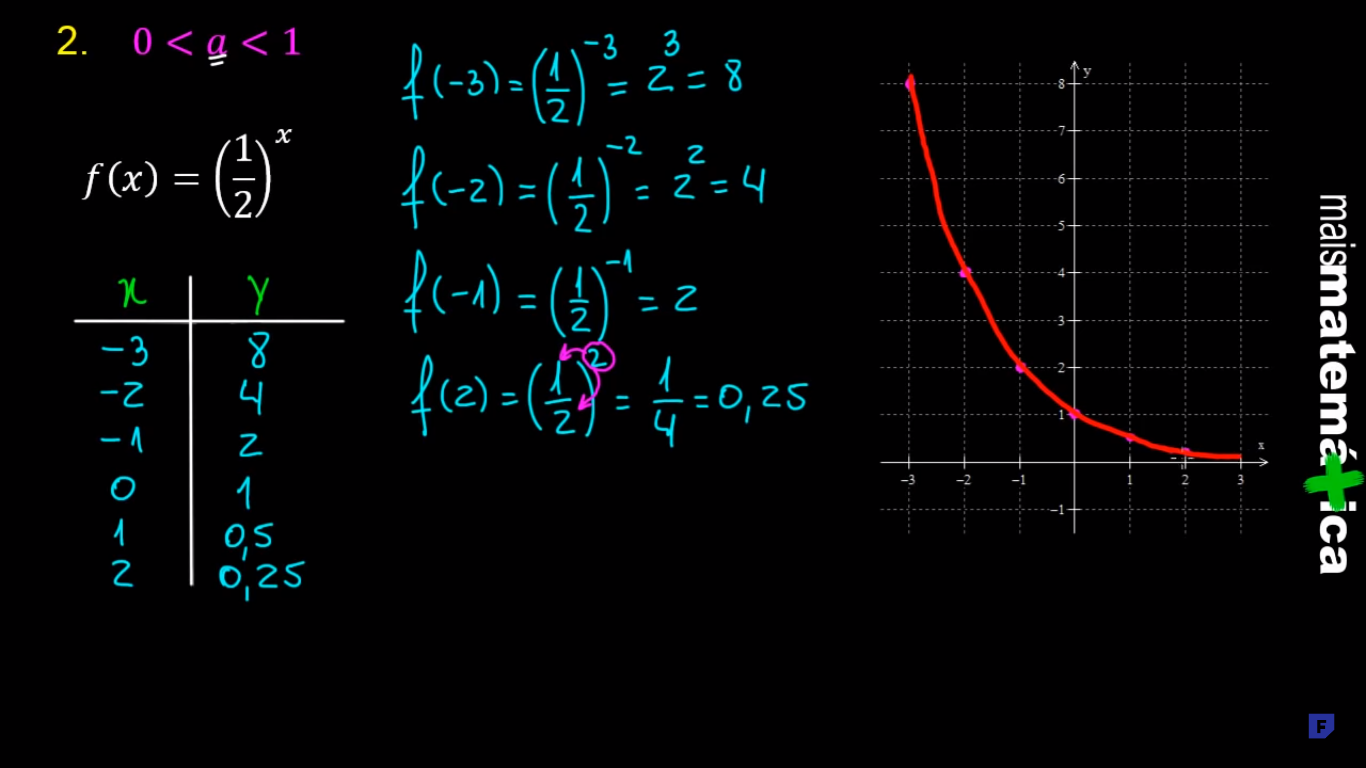 2. 0 < a < 1
f(x) = (1/2)^x
x y
-3 8
-2 4
-1 2
0 1
1 0,5
2 0,25
f(-3) = (1/2)^-3 = 2^3 = 8
f(-2) = (1/2)^-2 = 2^2 = 4
f(-1) = (1/2)^-1 = 2
f(2) = (1/2)^2 = 1/4 = 0,25
y
8
7
6
5
4
3
2
1
-1
x
-3 -2 -1 1 2 3
maismatemática
F